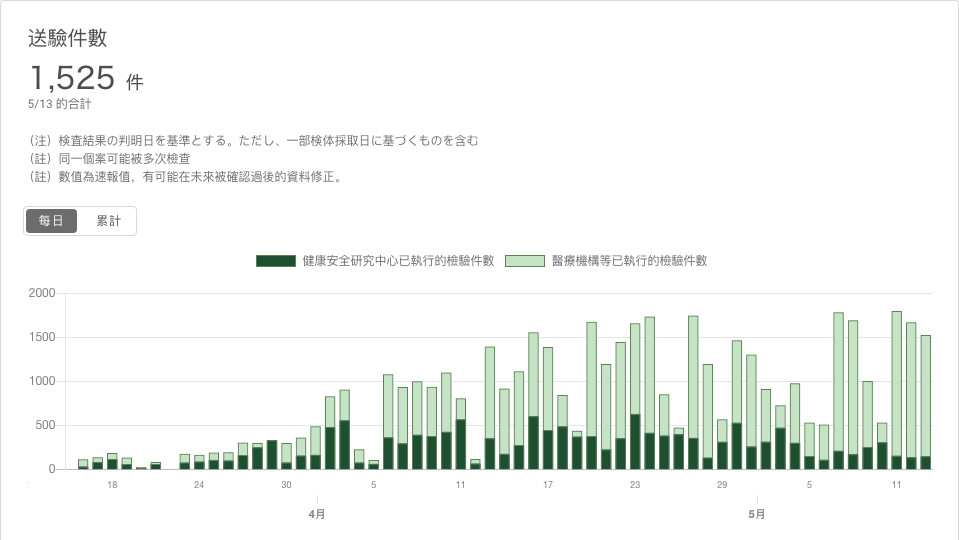 送驗件數
1,525 件
5/13 的合計
（注）検査結果の判明日を基準とする。ただし、一部検体採取日に基づくものを含む
（註）同一個案可能被多次檢查
（註）數值為速報值，有可能在未來被確認過後的資料修正。
每日 累計
健康安全研究中心已執行的檢驗件數 醫療機構等已執行的檢驗件數
2000
1500
1000
500
0
18 24 30 5 11 17 23 29 5 11
4月 5月